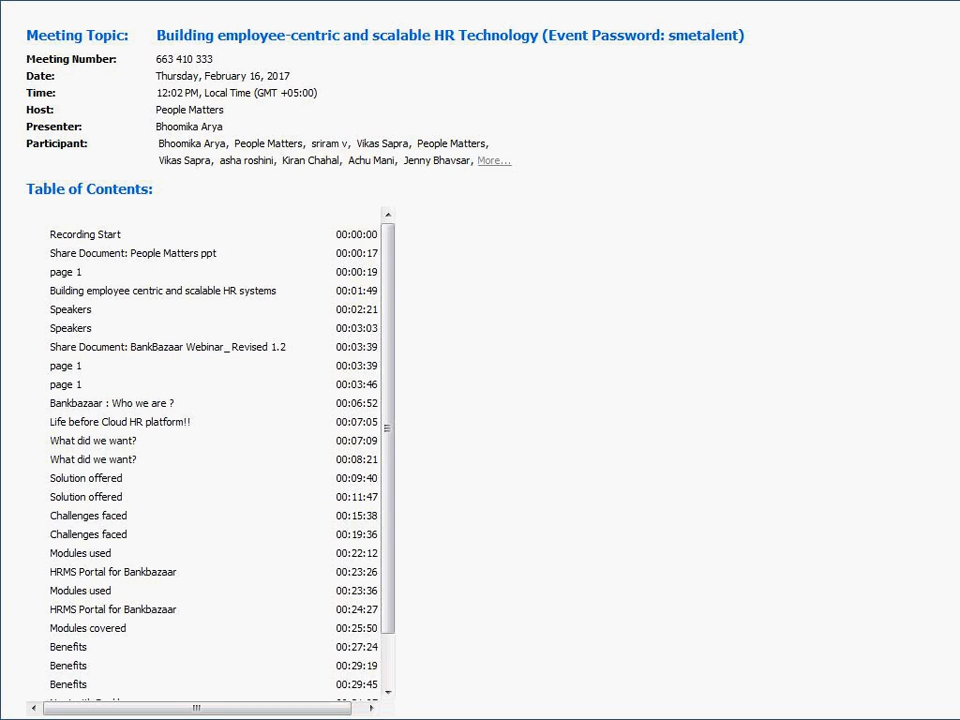 Meeting Topic: Building employee-centric and scalable HR Technology (Event Password: smetalent)
Meeting Number: 663 410 333
Date: Thursday, February 16, 2017
Time: 12:02 PM, Local Time (GMT +05:00)
Host: People Matters
Presenter: Bhoomika Arya
Participant: Bhoomika Arya, People Matters, sriram v, Vikas Sapra, People Matters,
Vikas Sapra, asha roshini, Kiran Chahal, Achu Mani, Jenny Bhavsar, More...
Table of Contents:
Recording Start 00:00:00
Share Document: People Matters ppt 00:00:17
page 1 00:00:19
Building employee centric and scalable HR systems 00:01:49
Speakers 00:02:21
Speakers 00:03:03
Share Document: BankBazaar Webinar_Revised 1.2 00:03:39
page 1 00:03:39
page 1 00:03:46
Bankbazaar : Who we are ? 00:06:52
Life before Cloud HR platform!! 00:07:05
What did we want? 00:07:09
What did we want? 00:08:21
Solution offered 00:09:40
Solution offered 00:11:47
Challenges faced 00:15:38
Challenges faced 00:19:36
Modules used 00:22:12
HRMS Portal for Bankbazaar 00:23:26
Modules used 00:23:36
HRMS Portal for Bankbazaar 00:24:27
Modules covered 00:25:50
Benefits 00:27:24
Benefits 00:29:19
Benefits 00:29:45